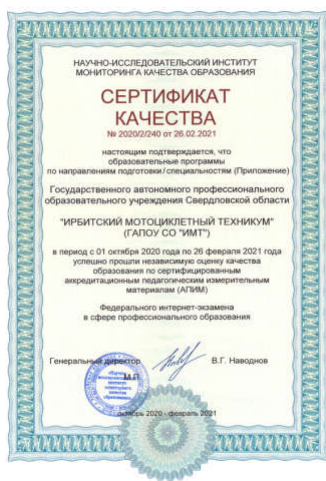 НАУЧНО-ИССЛЕДОВАТЕЛЬСКИЙ ИНСТИТУТ
МОНИТОРИНГА КАЧЕСТВА ОБРАЗОВАНИЯ
СЕРТИФИКАТ
КАЧЕСТВА
№ 2020/2/240 от 26.02.2021
настоящим подтверждается, что
образовательные программы
по направлениям подготовки/специальностям (Приложение)
Государственного автономного профессионального
образовательного учреждения Свердловской области
"ИРБИТСКИЙ МОТОЦИКЛЕТНЫЙ ТЕХНИКУМ"
(ГАПОУ СО "ИМТ")
в период с 01 октября 2020 года по 26 февраля 2021 года
успешно прошли независимую оценку качества
образования по сертифицированным
аккредитационным педагогическим измерительным
материалам (АПИМ)
Федерального интернет-экзамена
в сфере профессионального образования
Генеральный директор В.Г. Наводнов
М.П.
октябрь 2020 - февраль 2021